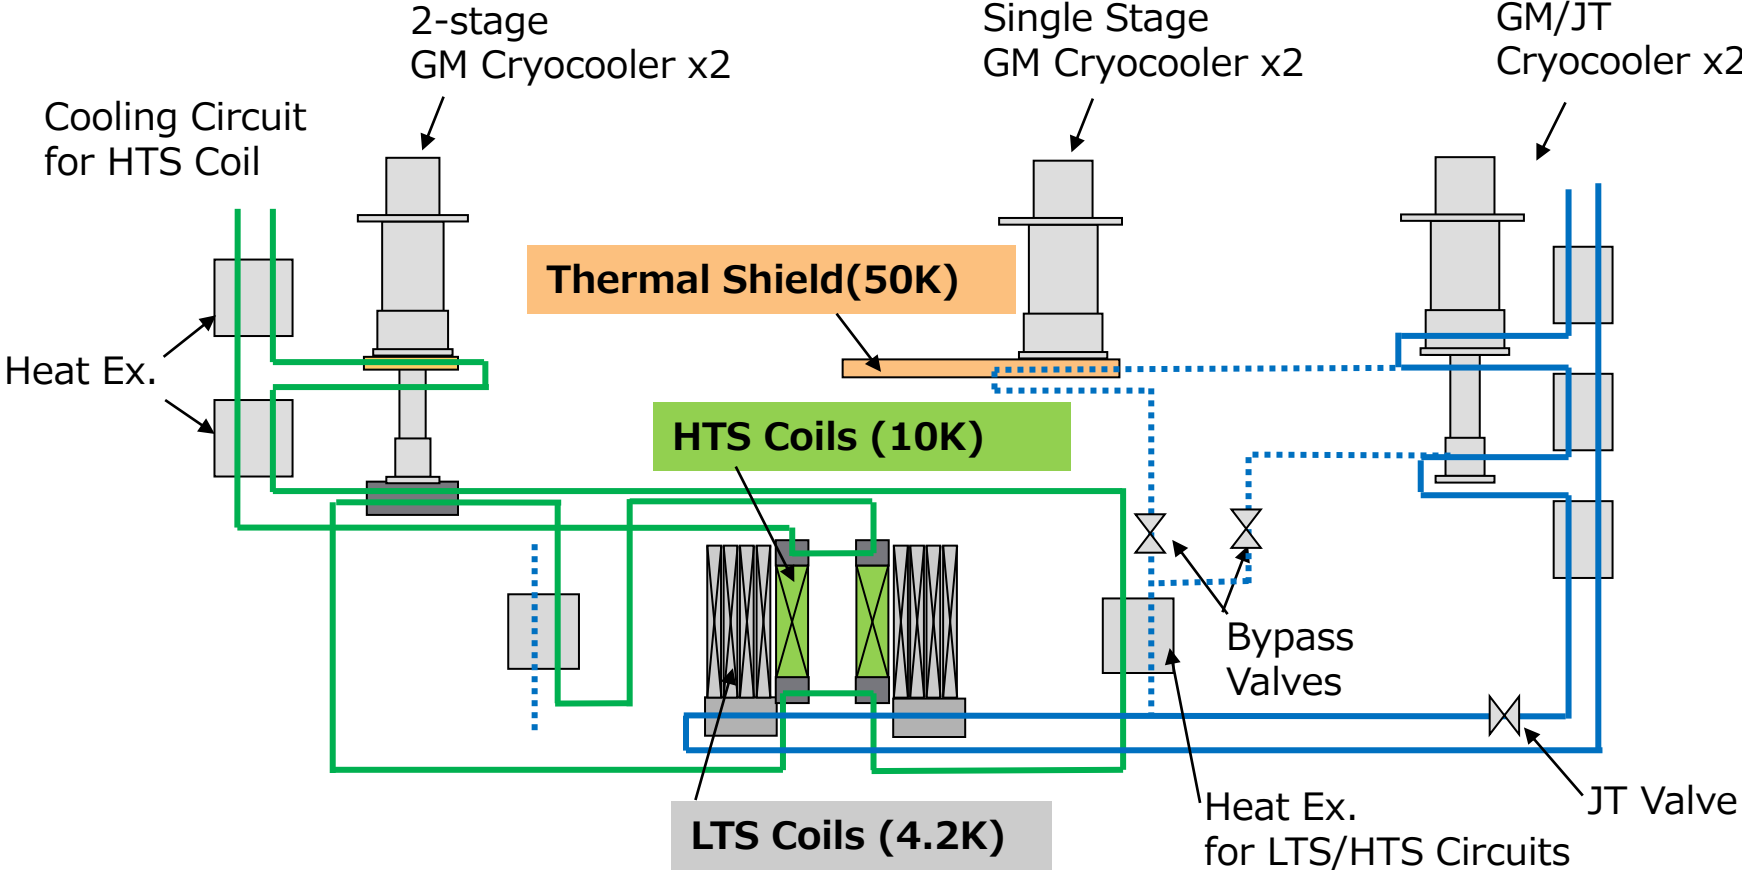 2-stage
GM Cryocooler x2
Single Stage
GM Cryocooler x2
GM/JT
Cryocooler x2
Cooling Circuit
for HTS Coil
Thermal Shield(50K)
Heat Ex.
HTS Coils (10K)
Bypass
Valves
LTS Coils (4.2K)
Heat Ex.
for LTS/HTS Circuits
JT Valve